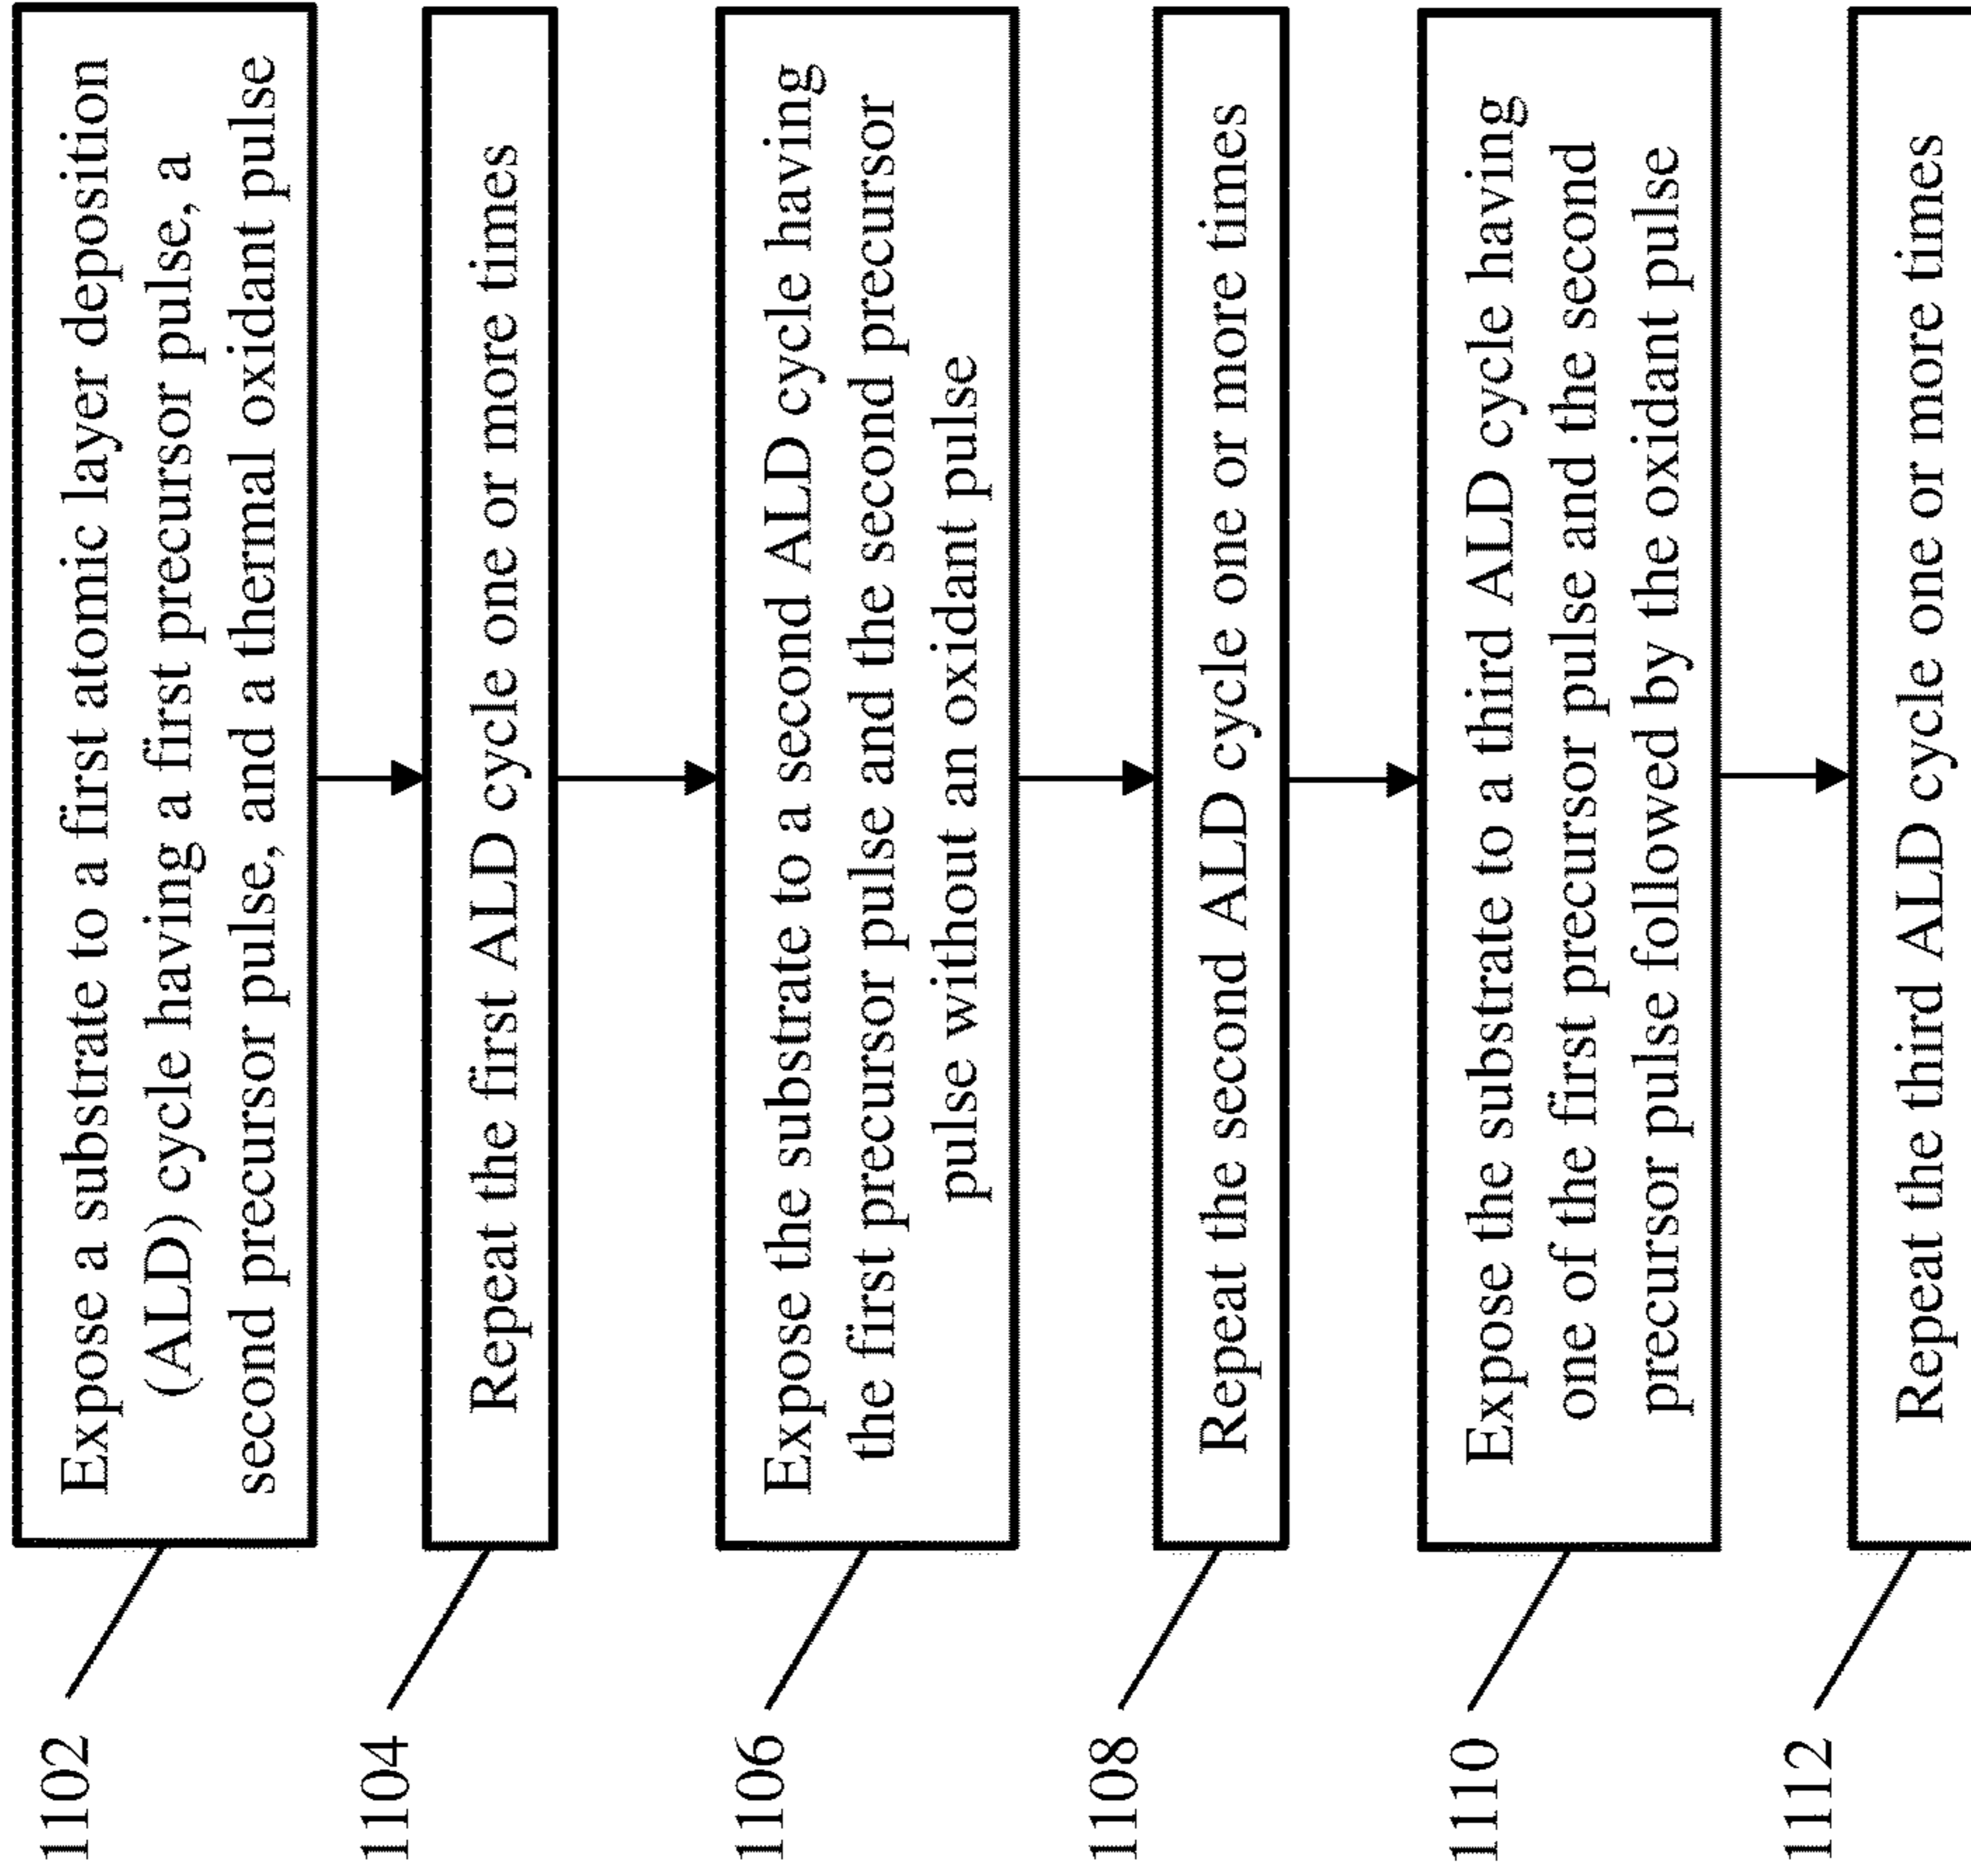 1102
Expose a substrate to a first atomic layer deposition
(ALD) cycle having a first precursor pulse, a
second precursor pulse, and a thermal oxidant pulse
1104
Repeat the first ALD cycle one or more times
1106
Expose the substrate to a second ALD cycle having
the first precursor pulse and the second precursor
pulse without an oxidant pulse
1108
Repeat the second ALD cycle one or more times
1110
Expose the substrate to a third ALD cycle having
one of the first precursor pulse and the second
precursor pulse followed by the oxidant pulse
1112
Repeat the third ALD cycle one or more times